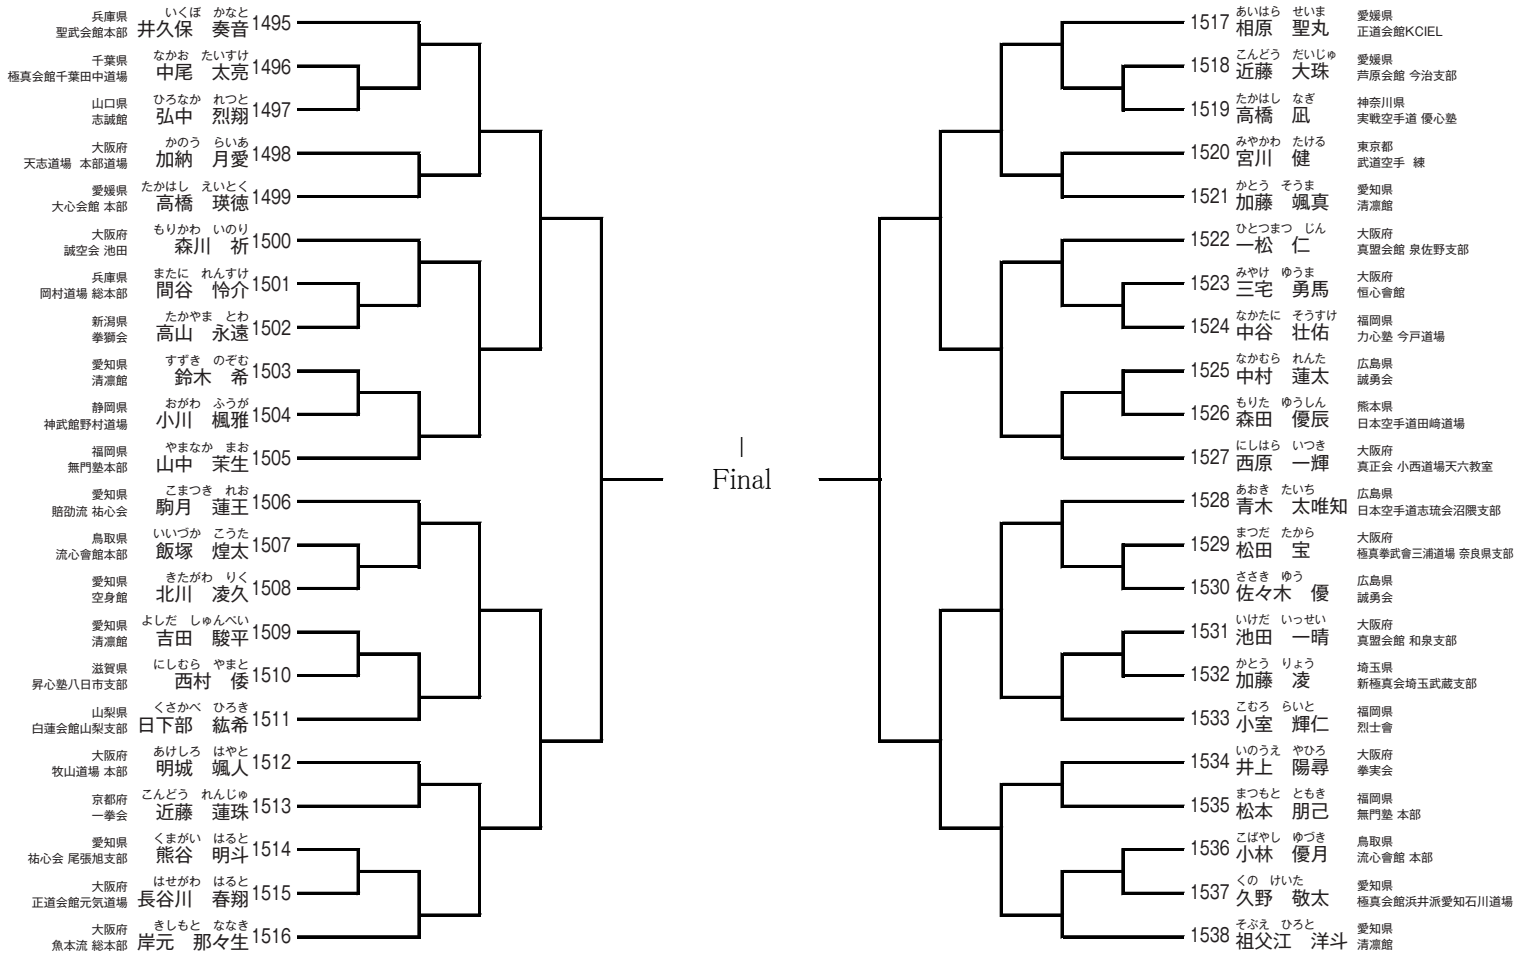 兵庫県 いくぼ かなと
聖武会館本部 井久保 奏音 1495
千葉県 なかお たいすけ
極真会館千葉田中道場 中尾 太亮 1496
山口県 ひろなか れつと
志誠館 弘中 烈翔 1497
大阪府 かのう らいあ
天志道場 本部道場 加納 月愛 1498
愛媛県 たかはし えいとく
大心会館 本部 高橋 瑛徳 1499
大阪府 もりかわ いのり
誠空会 池田 森川 祈 1500
兵庫県 またに れんすけ
岡村道場 総本部 間谷 怜介 1501
新潟県 たかやま とわ
拳獅会 高山 永遠 1502
愛知県 すずき のぞむ
清凛館 鈴木 希 1503
静岡県 おがわ ふうが
神武館野村道場 小川 楓雅 1504
福岡県 やまなか まお
無門塾本部 山中 茉生 1505
愛知県 こまつき れお
賠劭流 祐心会 駒月 蓮王 1506
鳥取県 いいづか こうた
流心會館本部 飯塚 煌太 1507
愛知県 きたがわ りく
空身館 北川 凌久 1508
愛知県 よしだ しゅんぺい
清凛館 吉田 駿平 1509
滋賀県 にしむら やまと
昇心塾八日市支部 西村 倭 1510
山梨県 くさかべ ひろき
白蓮会館山梨支部 日下部 紘希 1511
大阪府 あけしろ はやと
牧山道場 本部 明城 颯人 1512
京都府 こんどう れんじゅ
一拳会 近藤 蓮珠 1513
愛知県 くまがい はると
祐心会 尾張旭支部 熊谷 明斗 1514
大阪府 はせがわ はると
正道会館元気道場 長谷川 春翔 1515
大阪府 きしもと ななき
魚本流 総本部 岸元 那々生 1516
|
Final
あいはら せいま 愛媛県
1517 相原 聖丸 正道会館KCIEL
こんどう だいじゅ 愛媛県
1518 近藤 大珠 芦原会館 今治支部
たかはし なぎ 神奈川県
1519 高橋 凪 実戦空手道 優心塾
みやかわ たける 東京都
1520 宮川 健 武道空手 練
かとう そうま 愛知県
1521 加藤 颯真 清凛館
ひとつまつ じん 大阪府
1522 一松 仁 真盟会館 泉佐野支部
みやけ ゆうま 大阪府
1523 三宅 勇馬 恒心會館
なかたに そうすけ 福岡県
1524 中谷 壮佑 力心塾 今戸道場
なかむら れんた 広島県
1525 中村 蓮太 誠勇会
もりた ゆうしん 熊本県
1526 森田 優辰 日本空手道田﨑道場
にしはら いつき 大阪府
1527 西原 一輝 真正会 小西道場天六教室
あおき たいち 広島県
1528 青木 太唯知 日本空手道志琉会沼隈支部
まつだ たから 大阪府
1529 松田 宝 極真拳武會三浦道場 奈良県支部
ささき ゆう 広島県
1530 佐々木 優 誠勇会
いけだ いっせい 大阪府
1531 池田 一晴 真盟会館 和泉支部
かとう りょう 埼玉県
1532 加藤 凌 新極真会埼玉武蔵支部
こむろ らいと 福岡県
1533 小室 輝仁 烈士會
いのうえ やひろ 大阪府
1534 井上 陽尋 拳実会
まつもと ともき 福岡県
1535 松本 朋己 無門塾 本部
こばやし ゆづき 鳥取県
1536 小林 優月 流心會館 本部
くの けいた 愛知県
1537 久野 敬太 極真会館浜井派愛知石川道場
そぶえ ひろと 愛知県
1538 祖父江 洋斗 清凛館